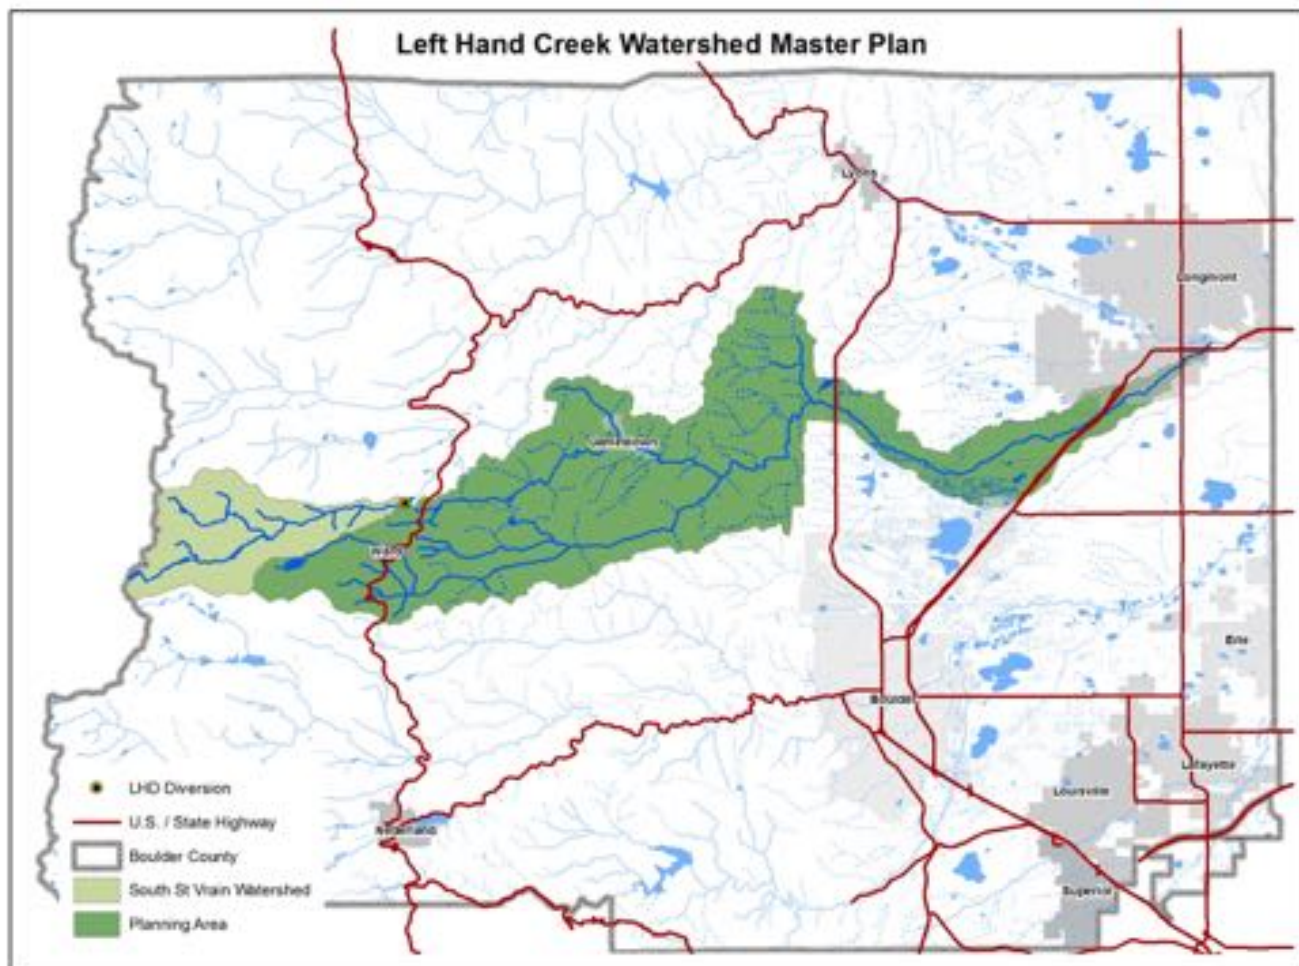 Left Hand Creek Watershed Master Plan
Lyons
Longmont
Jamestown
Ward
Erie
Boulder
Lafayette
Louisville
Nederland
Superior
LHD Diversion
U.S. / State Highway
Boulder County
South St Vrain Watershed
Planning Area